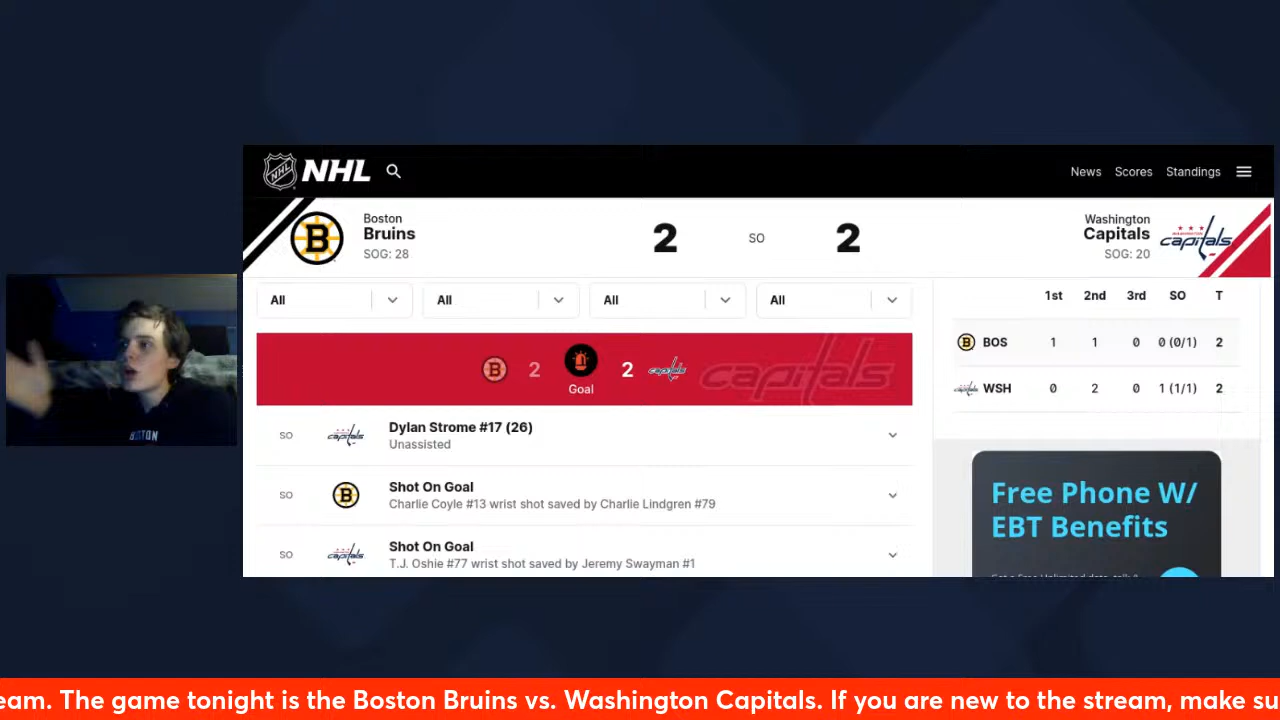 NHL
News Scores Standings
Boston
Bruins
SOG: 28
2 SO 2
Washington
Capitals
SOG: 20
capitals
All All All All
1st 2nd 3rd SO T
BOS 1 1 0 0 (0/1) 2
WSH 0 2 0 1 (1/1) 2
B 2 Goal 2 capitals
capitals
SO capitals Dylan Strome #17 (26)
Unassisted
SO B Shot On Goal
Charlie Coyle #13 wrist shot saved by Charlie Lindgren #79
SO capitals Shot On Goal
T.J. Oshie #77 wrist shot saved by Jeremy Swayman #1
Free Phone W/
EBT Benefits
eam. The game tonight is the Boston Bruins vs. Washington Capitals. If you are new to the stream, make su